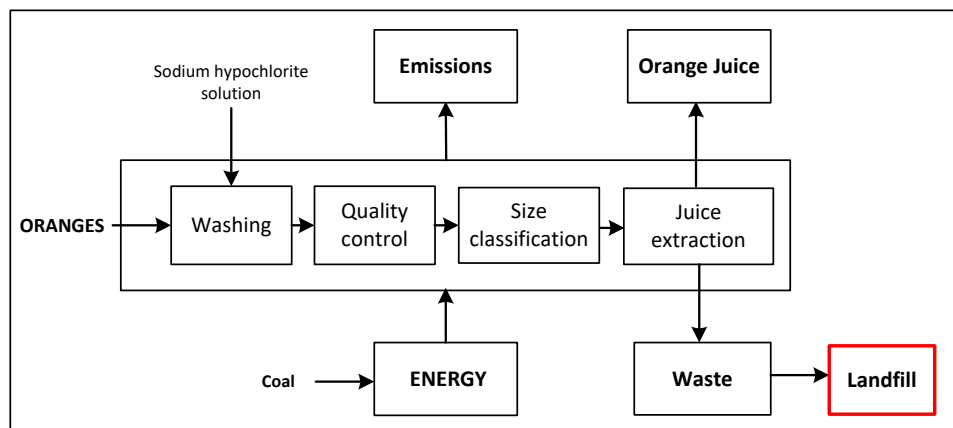 Sodium hypochlorite
solution
Emissions
Orange Juice
ORANGES
Washing
Quality
control
Size
classification
Juice
extraction
Coal
ENERGY
Waste
Landfill